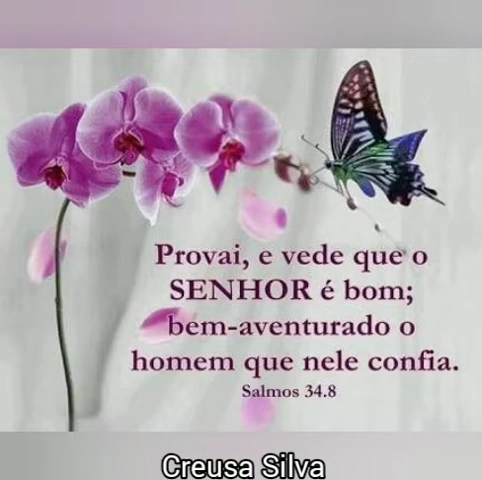 Provai, e vede que o
SENHOR é bom;
bem-aventurado o
homem que nele confia.
Salmos 34.8
Creusa Silva